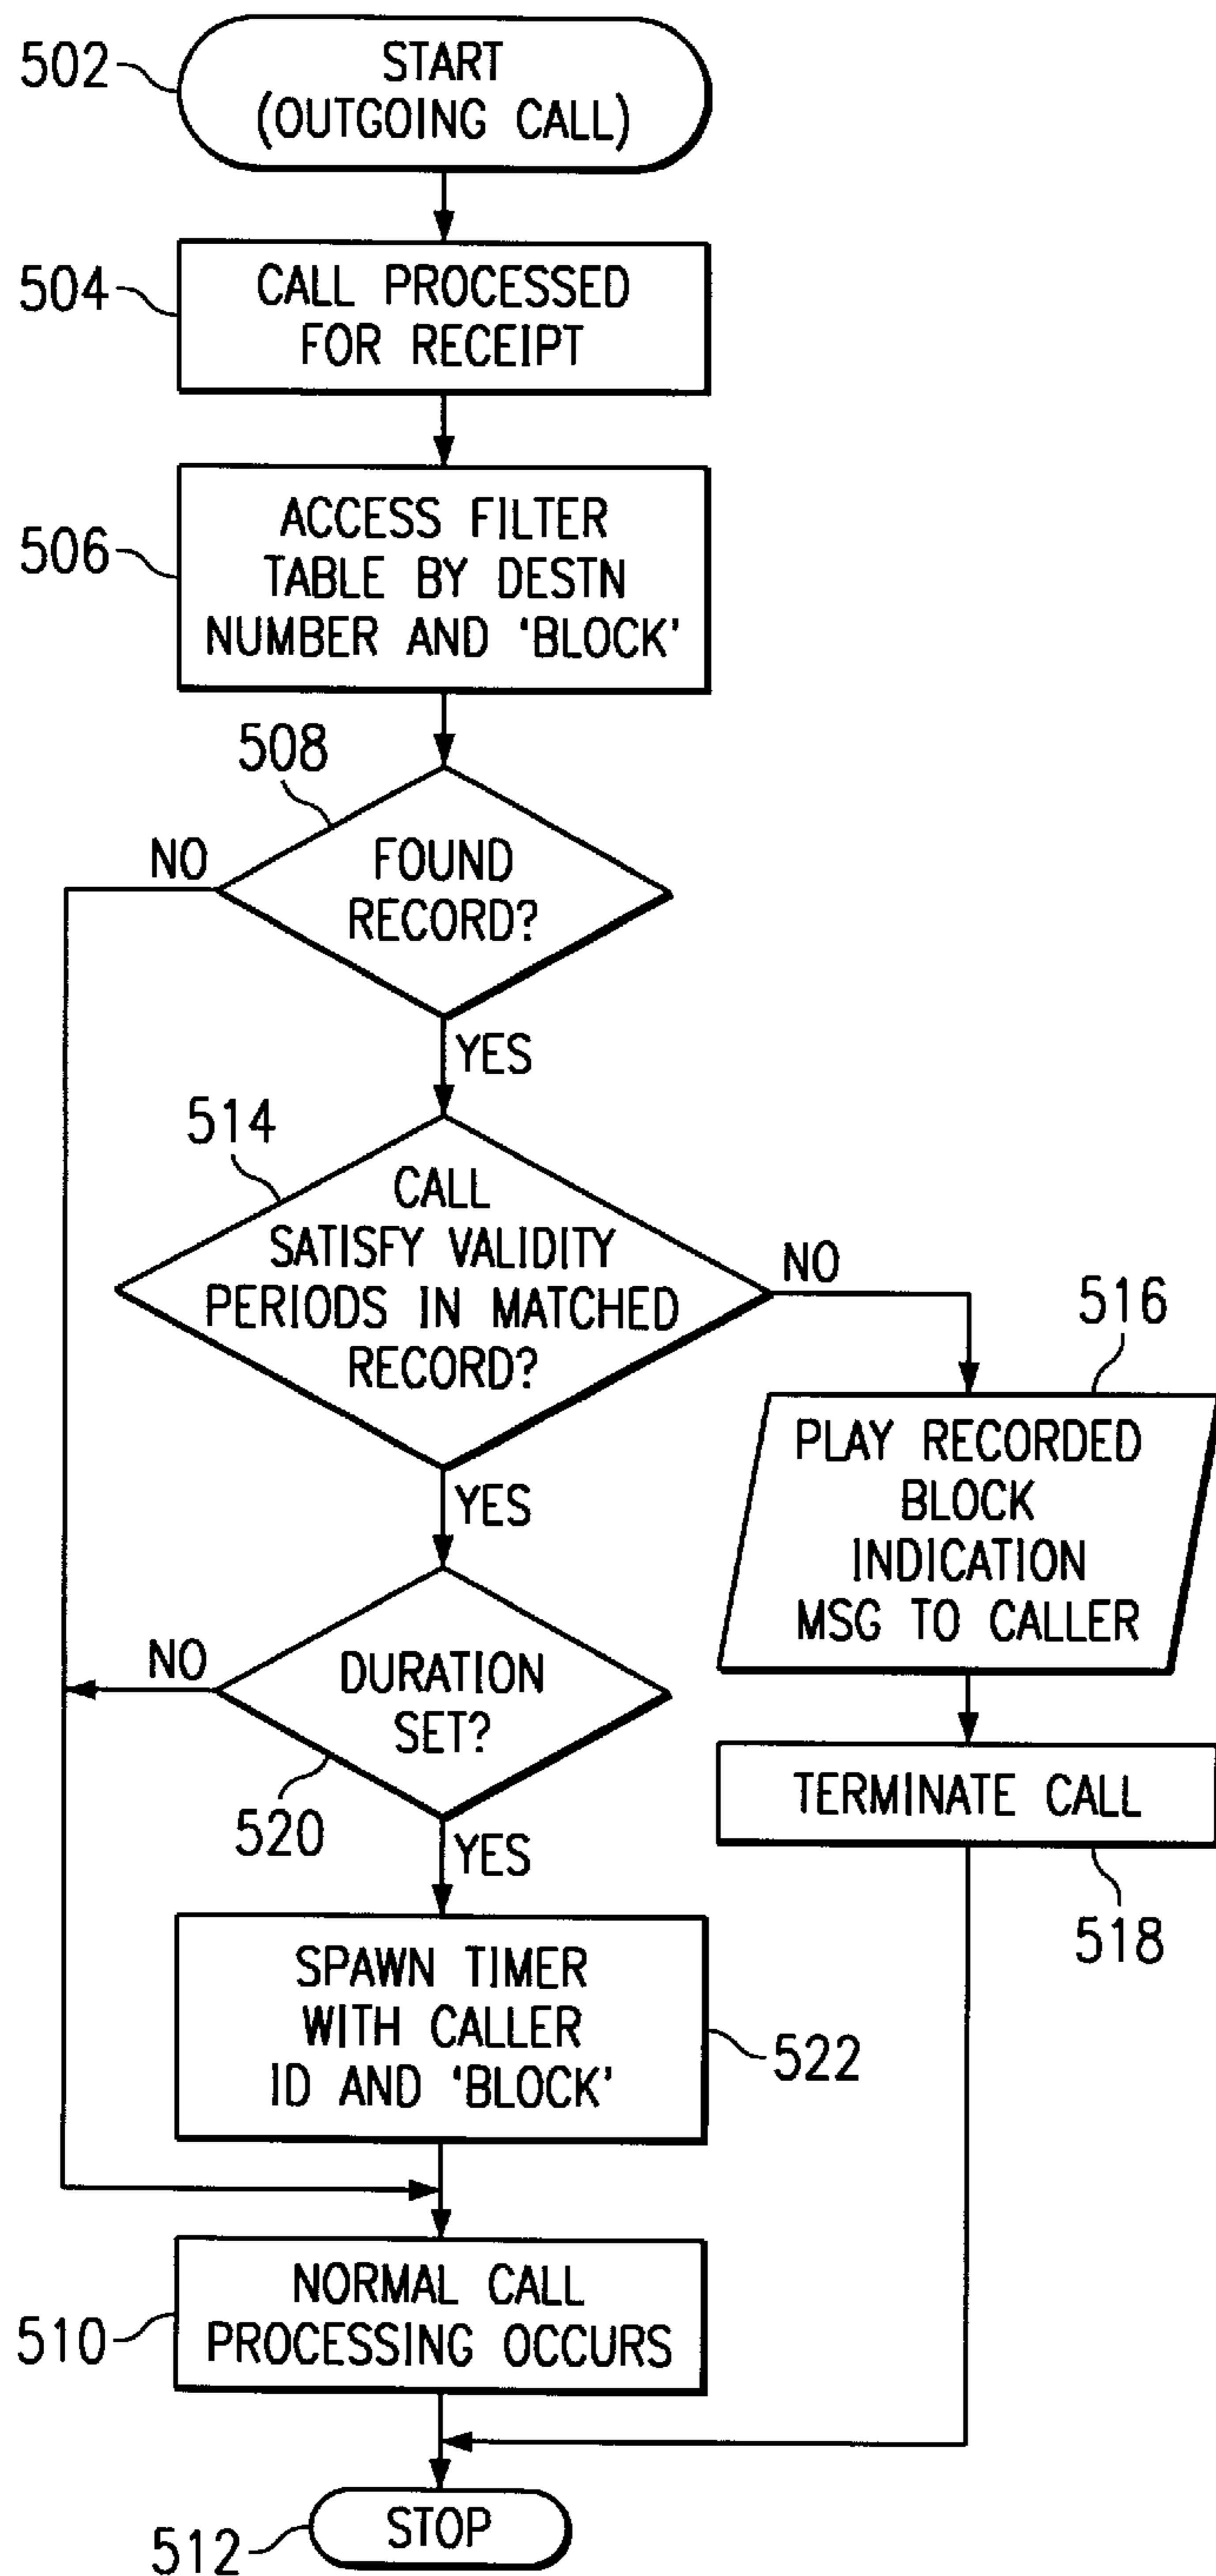 502
START
(OUTGOING CALL)
504
CALL PROCESSED
FOR RECEIPT
506
ACCESS FILTER
TABLE BY DESTN
NUMBER AND 'BLOCK'
508
NO
FOUND
RECORD?
YES
514
CALL
SATISFY VALIDITY
PERIODS IN MATCHED
RECORD?
NO
516
PLAY RECORDED
BLOCK
INDICATION
MSG TO CALLER
YES
NO
DURATION
SET?
520
YES
TERMINATE CALL
518
SPAWN TIMER
WITH CALLER
ID AND 'BLOCK'
522
510
NORMAL CALL
PROCESSING OCCURS
512
STOP